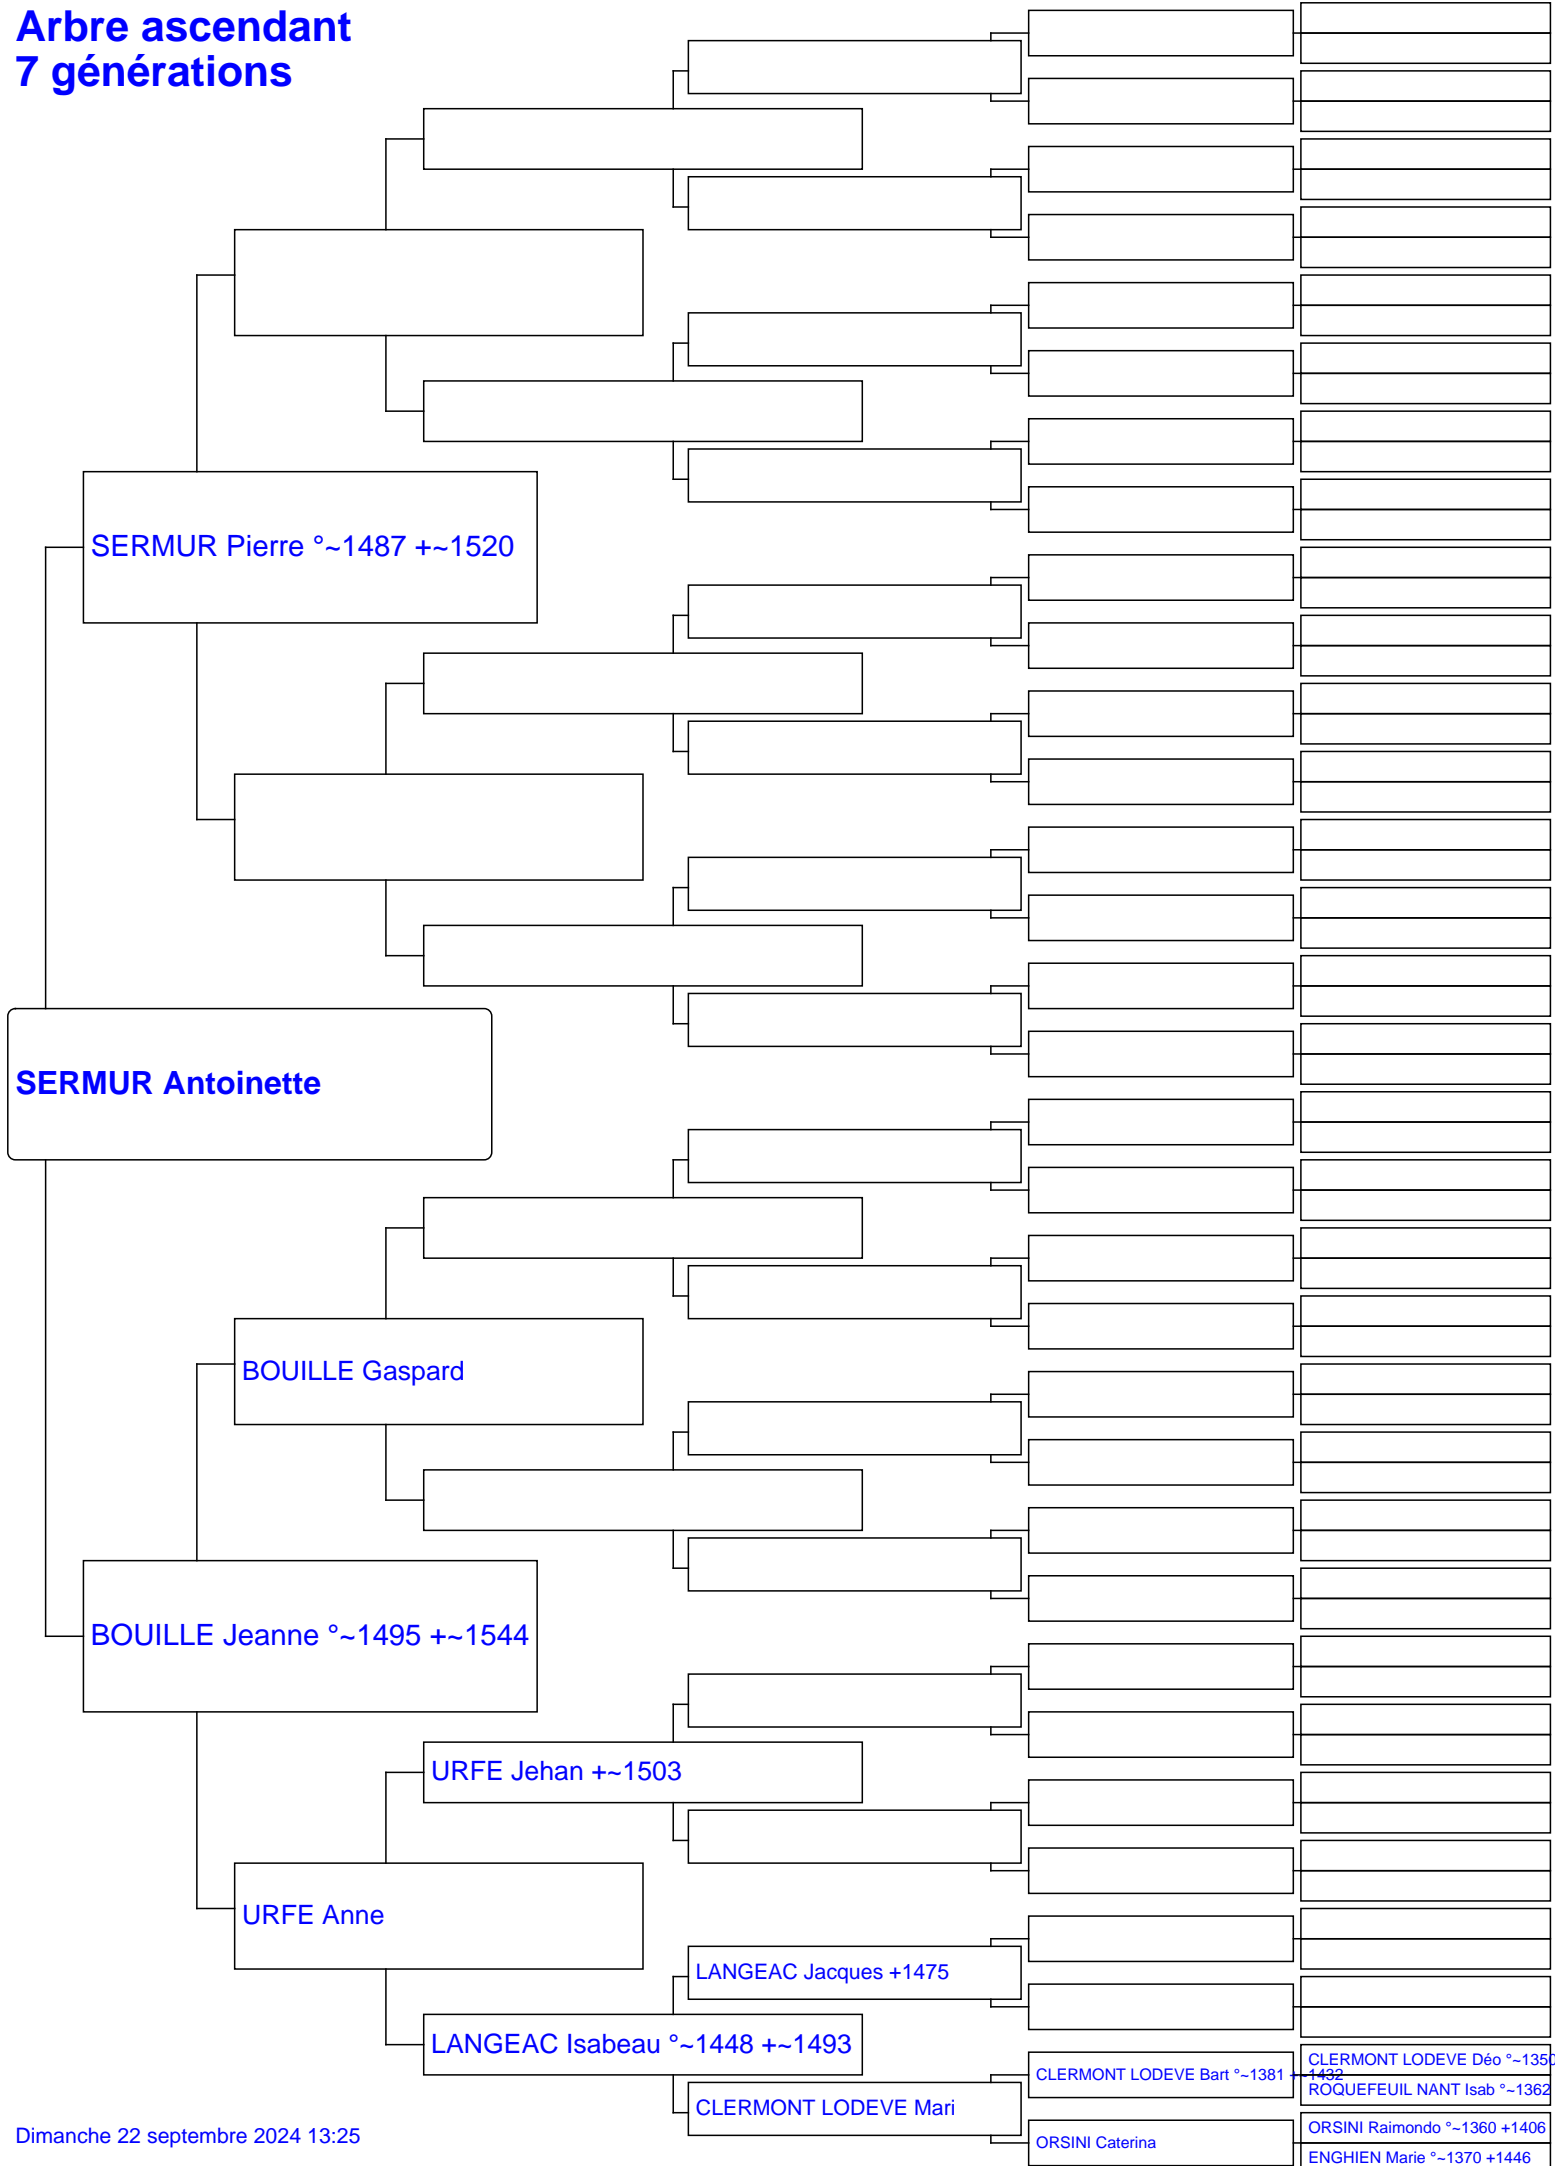 Arbre ascendant
7 générations
SERMUR Pierre °~1487 +~1520
SERMUR Antoinette
BOUILLE Gaspard
BOUILLE Jeanne °~1495 +~1544
URFE Jehan +~1503
URFE Anne
LANGEAC Jacques +1475
LANGEAC Isabeau °~1448 +~1493
CLERMONT LODEVE Déo °~1350
CLERMONT LODEVE Bart °~1381 +~1432
ROQUEFEUIL NANT Isab °~1362
CLERMONT LODEVE Mari
ORSINI Raimondo °~1360 +1406
ORSINI Caterina
ENGHIEN Marie °~1370 +1446
Dimanche 22 septembre 2024 13:25